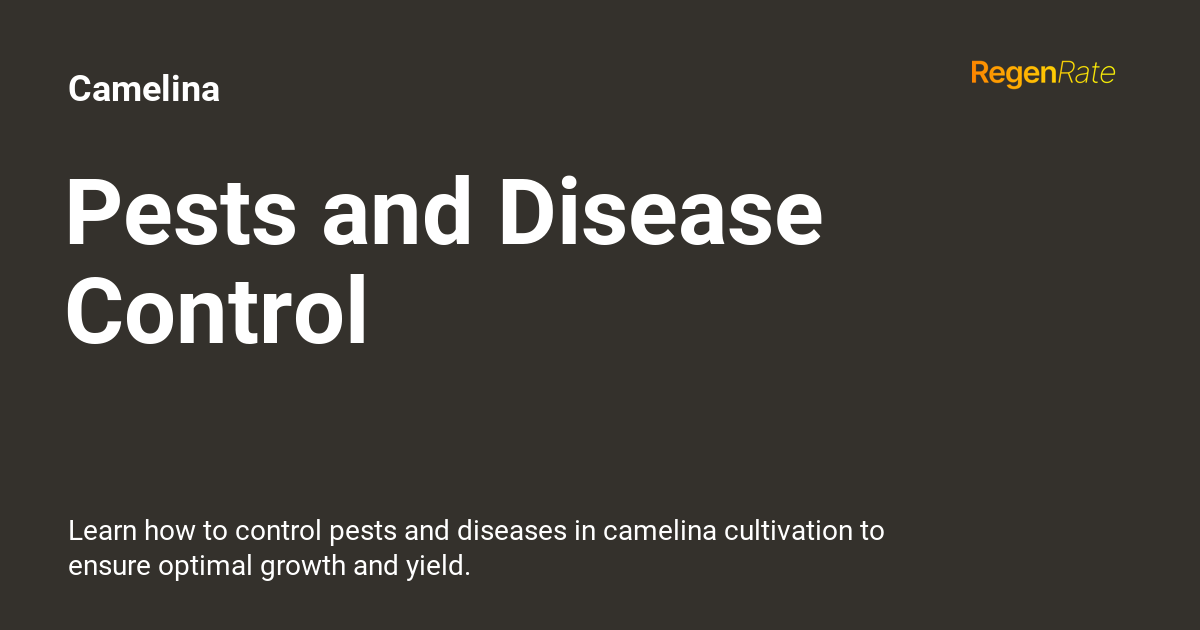 Camelina
RegenRate
Pests and Disease
Control
Learn how to control pests and diseases in camelina cultivation to
ensure optimal growth and yield.